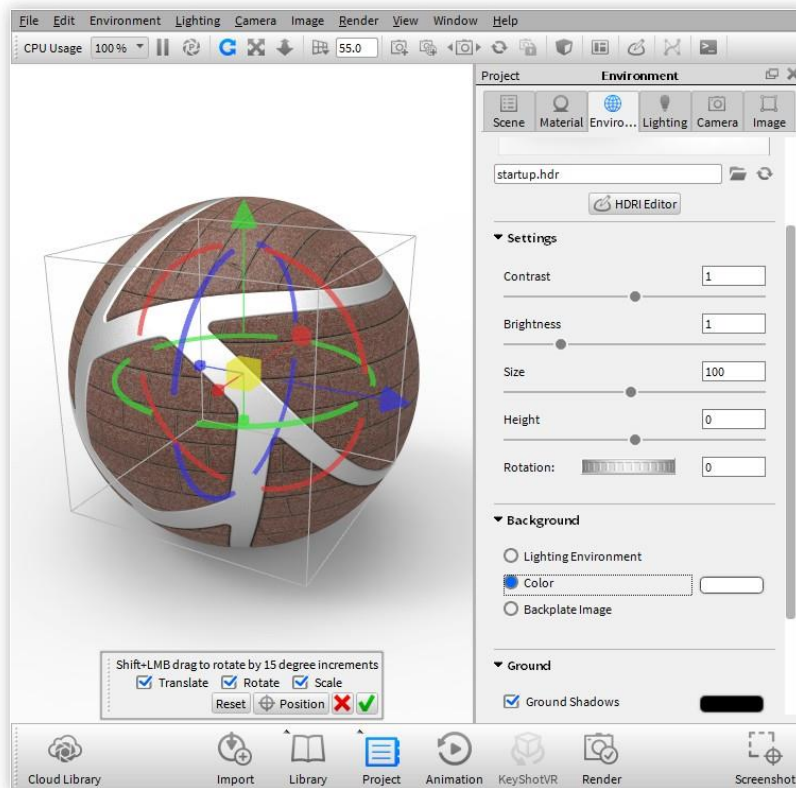 File Edit Environment Lighting Camera Image Render View Window Help
CPU Usage 100 % 55.0
Project Environment
Scene Material Enviro... Lighting Camera Image
startup.hdr
HDRI Editor
Settings
Contrast 1
Brightness 1
Size 100
Height 0
Rotation: 0
Background
Lighting Environment
Color
Backplate Image
Ground
Ground Shadows
Shift+LMB drag to rotate by 15 degree increments
Translate Rotate Scale
Reset Position
Cloud Library Import Library Project Animation KeyShotVR Render Screenshot